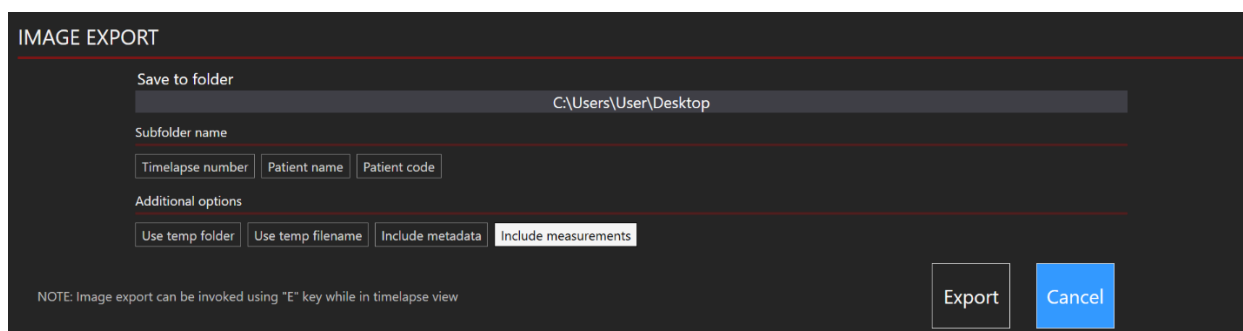 IMAGE EXPORT
Save to folder
C:\Users\User\Desktop
Subfolder name
Timelapse number Patient name Patient code
Additional options
Use temp folder Use temp filename Include metadata Include measurements
NOTE: Image export can be invoked using "E" key while in timelapse view
Export Cancel